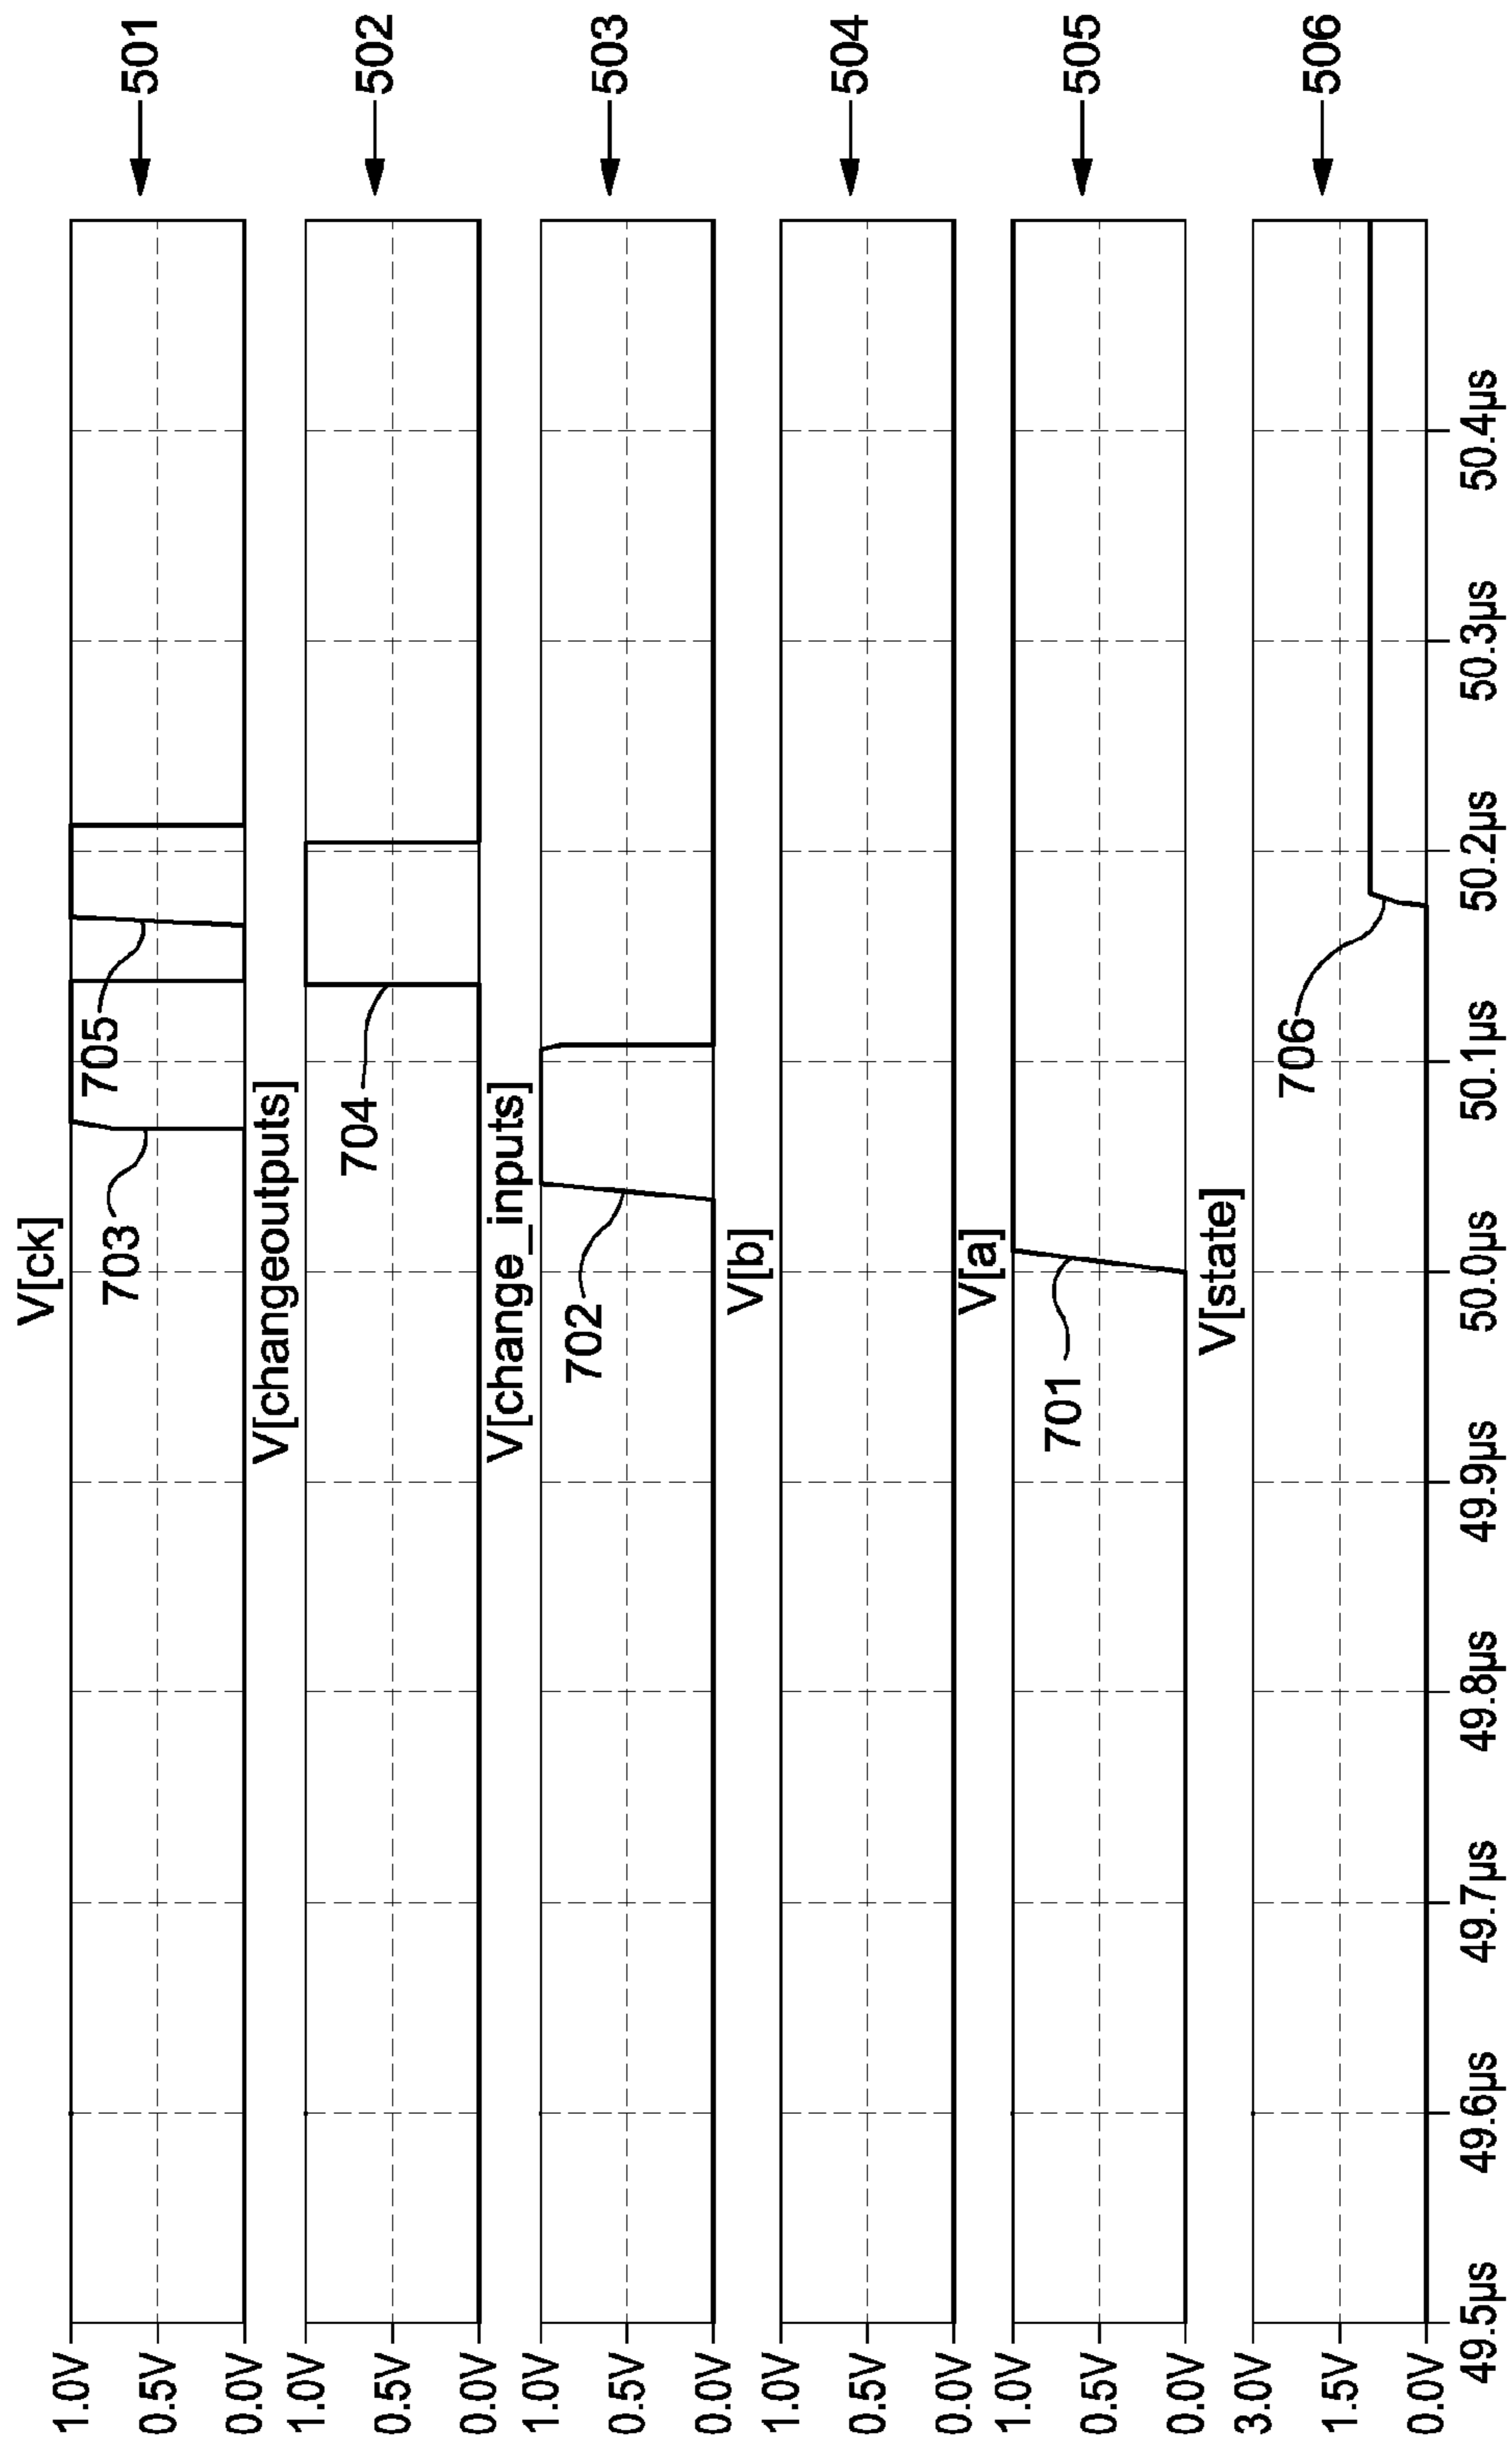 V[ck]
1.0V
0.5V
0.0V
703
705
501
V[changeoutputs]
1.0V
0.5V
0.0V
704
502
V[change_inputs]
1.0V
0.5V
0.0V
702
503
V[b]
1.0V
0.5V
0.0V
504
V[a]
1.0V
0.5V
0.0V
701
505
V[state]
3.0V
1.5V
0.0V
706
506
49.5µs 49.6µs 49.7µs 49.8µs 49.9µs 50.0µs 50.1µs 50.2µs 50.3µs 50.4µs